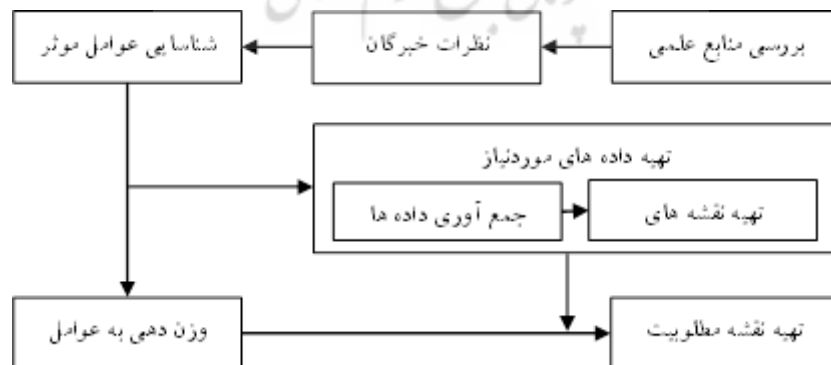 بررسی منابع علمی
نظرات خبرگان
شناسایی عوامل موثر
تهیه داده های موردنیاز
جمع آوری داده ها
تهیه نقشه های
وزن دهی به عوامل
تهیه نقشه مطلوبیت